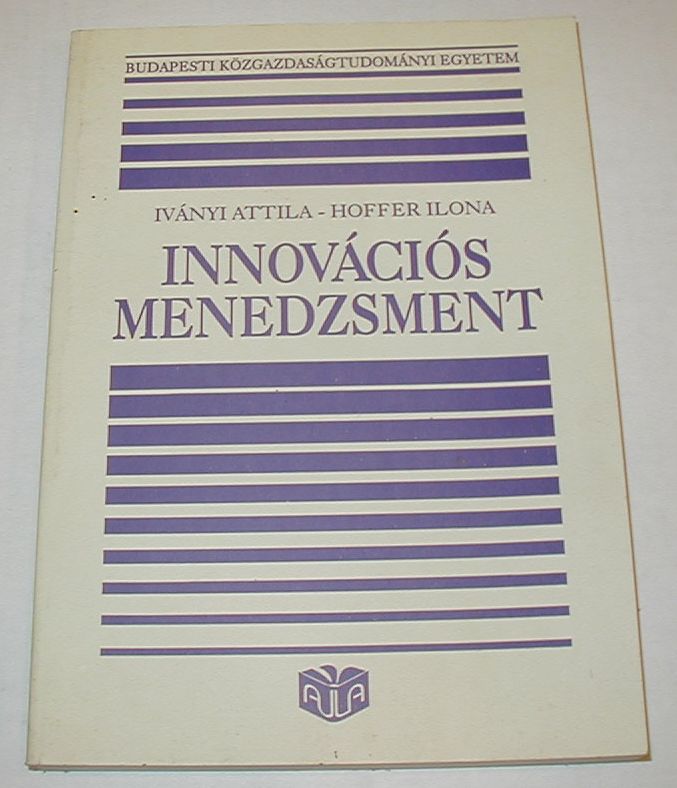 BUDAPESTI KÖZGAZDASÁGTUDOMÁNYI EGYETEM
IVÁNYI ATTILA - HOFFER ILONA
INNOVÁCIÓS
MENEDZSMENT
AULA